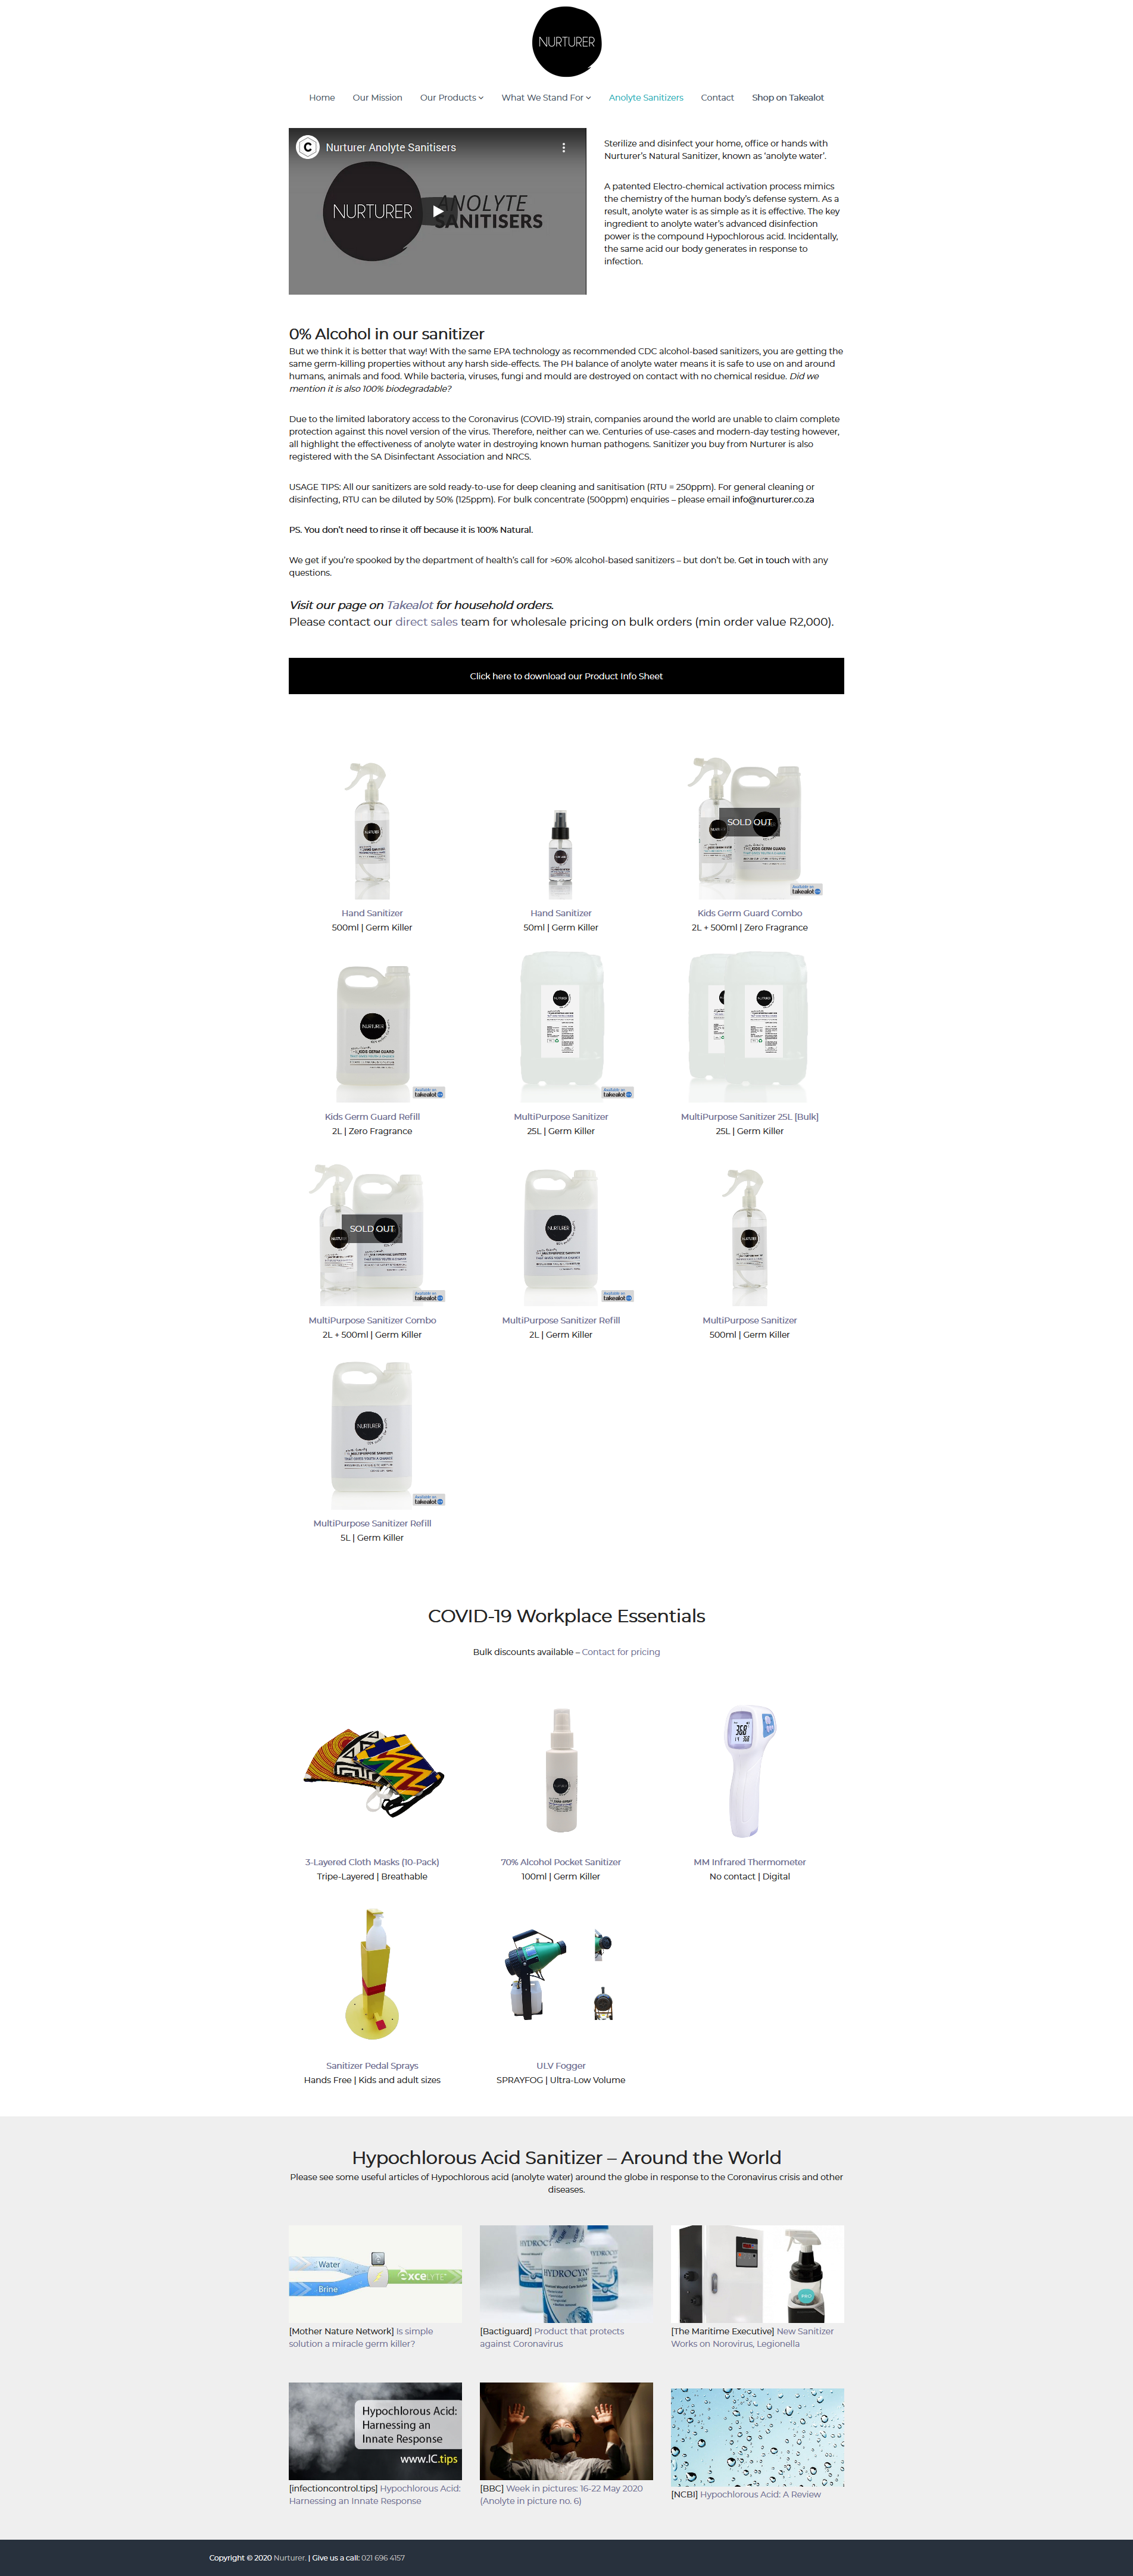 NURTURER
Home Our Mission Our Products What We Stand For Anolyte Sanitizers Contact Shop on Takealot
Nurturer Anolyte Sanitisers
NURTURER
ANOLYTE
SANITISERS
Sterilize and disinfect your home, office or hands with
Nurturer's Natural Sanitizer, known as 'anolyte water'.
A patented Electro-chemical activation process mimics
the chemistry of the human body's defense system. As a
result, anolyte water is as simple as it is effective. The key
ingredient to anolyte water's advanced disinfection
power is the compound Hypochlorous acid. Incidentally,
the same acid our body generates in response to
infection.
0% Alcohol in our sanitizer
But we think it is better that way! With the same EPA technology as recommended CDC alcohol-based sanitizers, you are getting the
same germ-killing properties without any harsh side-effects. The PH balance of anolyte water means it is safe to use on and around
humans, animals and food. While bacteria, viruses, fungi and mould are destroyed on contact with no chemical residue. Did we
mention it is also 100% biodegradable?
Due to the limited laboratory access to the Coronavirus (COVID-19) strain, companies around the world are unable to claim complete
protection against this novel version of the virus. Therefore, neither can we. Centuries of use-cases and modern-day testing however,
all highlight the effectiveness of anolyte water in destroying known human pathogens. Sanitizer you buy from Nurturer is also
registered with the SA Disinfectant Association and NRCS.
USAGE TIPS: All our sanitizers are sold ready-to-use for deep cleaning and sanitisation (RTU = 250ppm). For general cleaning or
disinfecting, RTU can be diluted by 50% (125ppm). For bulk concentrate (500ppm) enquiries – please email info@nurturer.co.za
PS. You don't need to rinse it off because it is 100% Natural.
We get if you're spooked by the department of health's call for >60% alcohol-based sanitizers – but don't be. Get in touch with any
questions.
Visit our page on Takealot for household orders.
Please contact our direct sales team for wholesale pricing on bulk orders (min order value R2,000).
Click here to download our Product Info Sheet
NURTURER
SOLD OUT
KIDS GERM GUARD
takealot
Hand Sanitizer
500ml | Germ Killer
Hand Sanitizer
50ml | Germ Killer
Kids Germ Guard Combo
2L + 500ml | Zero Fragrance
NURTURER
KIDS GERM GUARD
takealot
takealot
Kids Germ Guard Refill
2L | Zero Fragrance
MultiPurpose Sanitizer
25L | Germ Killer
MultiPurpose Sanitizer 25L [Bulk]
25L | Germ Killer
SOLD OUT
takealot
NURTURER
takealot
NURTURER
MultiPurpose Sanitizer Combo
2L + 500ml | Germ Killer
MultiPurpose Sanitizer Refill
2L | Germ Killer
MultiPurpose Sanitizer
500ml | Germ Killer
NURTURER
MULTIPURPOSE SANITIZER
takealot
MultiPurpose Sanitizer Refill
5L | Germ Killer
COVID-19 Workplace Essentials
Bulk discounts available – Contact for pricing
368
3-Layered Cloth Masks (10-Pack)
Tripe-Layered | Breathable
70% Alcohol Pocket Sanitizer
100ml | Germ Killer
MM Infrared Thermometer
No contact | Digital
Sanitizer Pedal Sprays
Hands Free | Kids and adult sizes
ULV Fogger
SPRAYFOG | Ultra-Low Volume
Hypochlorous Acid Sanitizer – Around the World
Please see some useful articles of Hypochlorous acid (anolyte water) around the globe in response to the Coronavirus crisis and other
diseases.
Water
Brine
excelyte
HYDROCYN
PRO
[Mother Nature Network] Is simple
solution a miracle germ killer?
[Bactiguard] Product that protects
against Coronavirus
[The Maritime Executive] New Sanitizer
Works on Norovirus, Legionella
Hypochlorous Acid:
Harnessing an
Innate Response
www.IC.tips
[infectioncontrol.tips] Hypochlorous Acid:
Harnessing an Innate Response
[BBC] Week in pictures: 16-22 May 2020
(Anolyte in picture no. 6)
[NCBI] Hypochlorous Acid: A Review
Copyright © 2020 Nurturer. | Give us a call: 021 696 4157